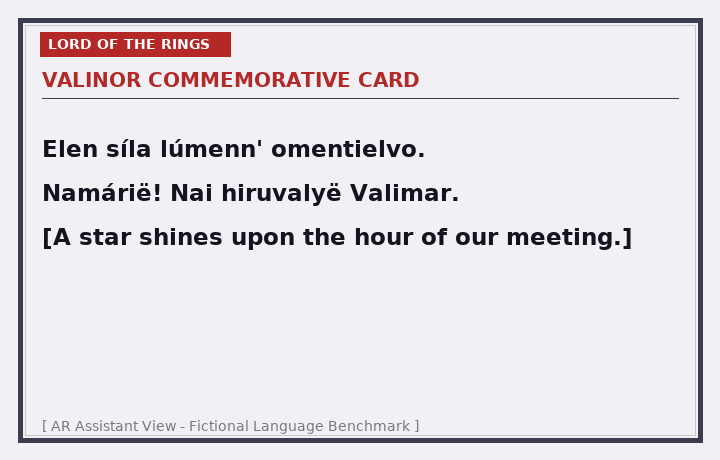 LORD OF THE RINGS
VALINOR COMMEMORATIVE CARD
Elen síla lúmenn' omentielvo.
Namárië! Nai hiruvalyë Valimar.
[A star shines upon the hour of our meeting.]
[ AR Assistant View - Fictional Language Benchmark ]